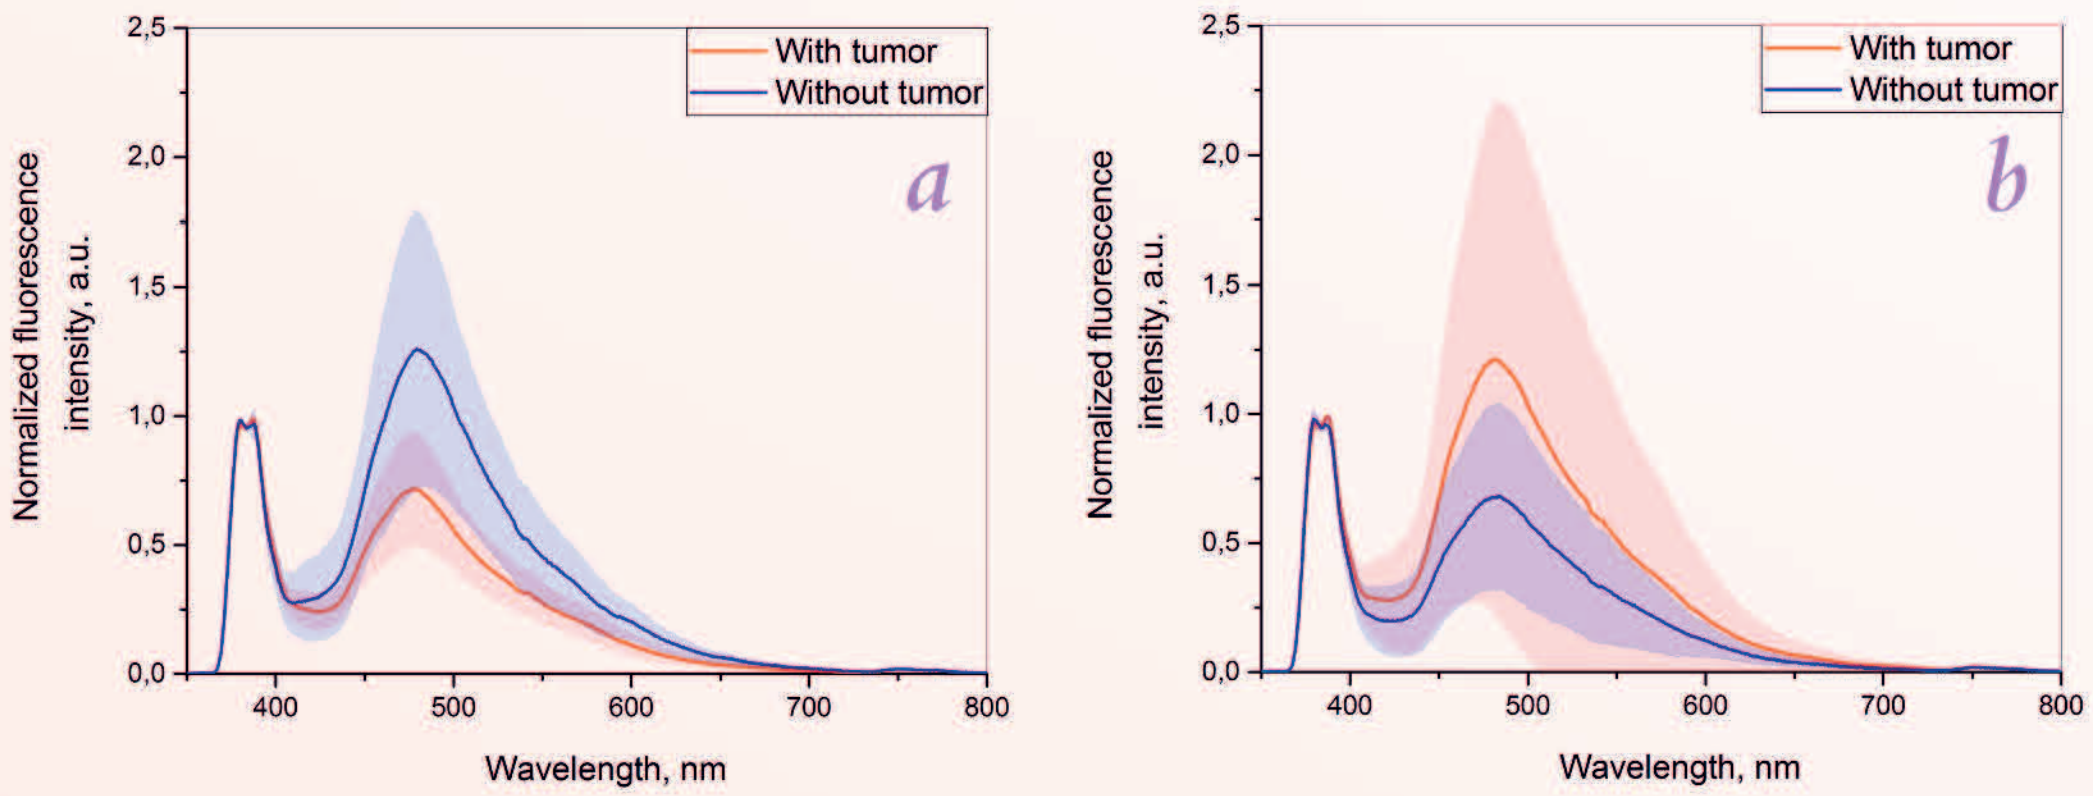 2,5
2,0
1,5
1,0
0,5
0,0
Normalized fluorescence
intensity, a.u.
With tumor
Without tumor
a
400
500
600
700
800
Wavelength, nm
2,5
2,0
1,5
1,0
0,5
0,0
Normalized fluorescence
intensity, a.u.
With tumor
Without tumor
b
400
500
600
700
800
Wavelength, nm